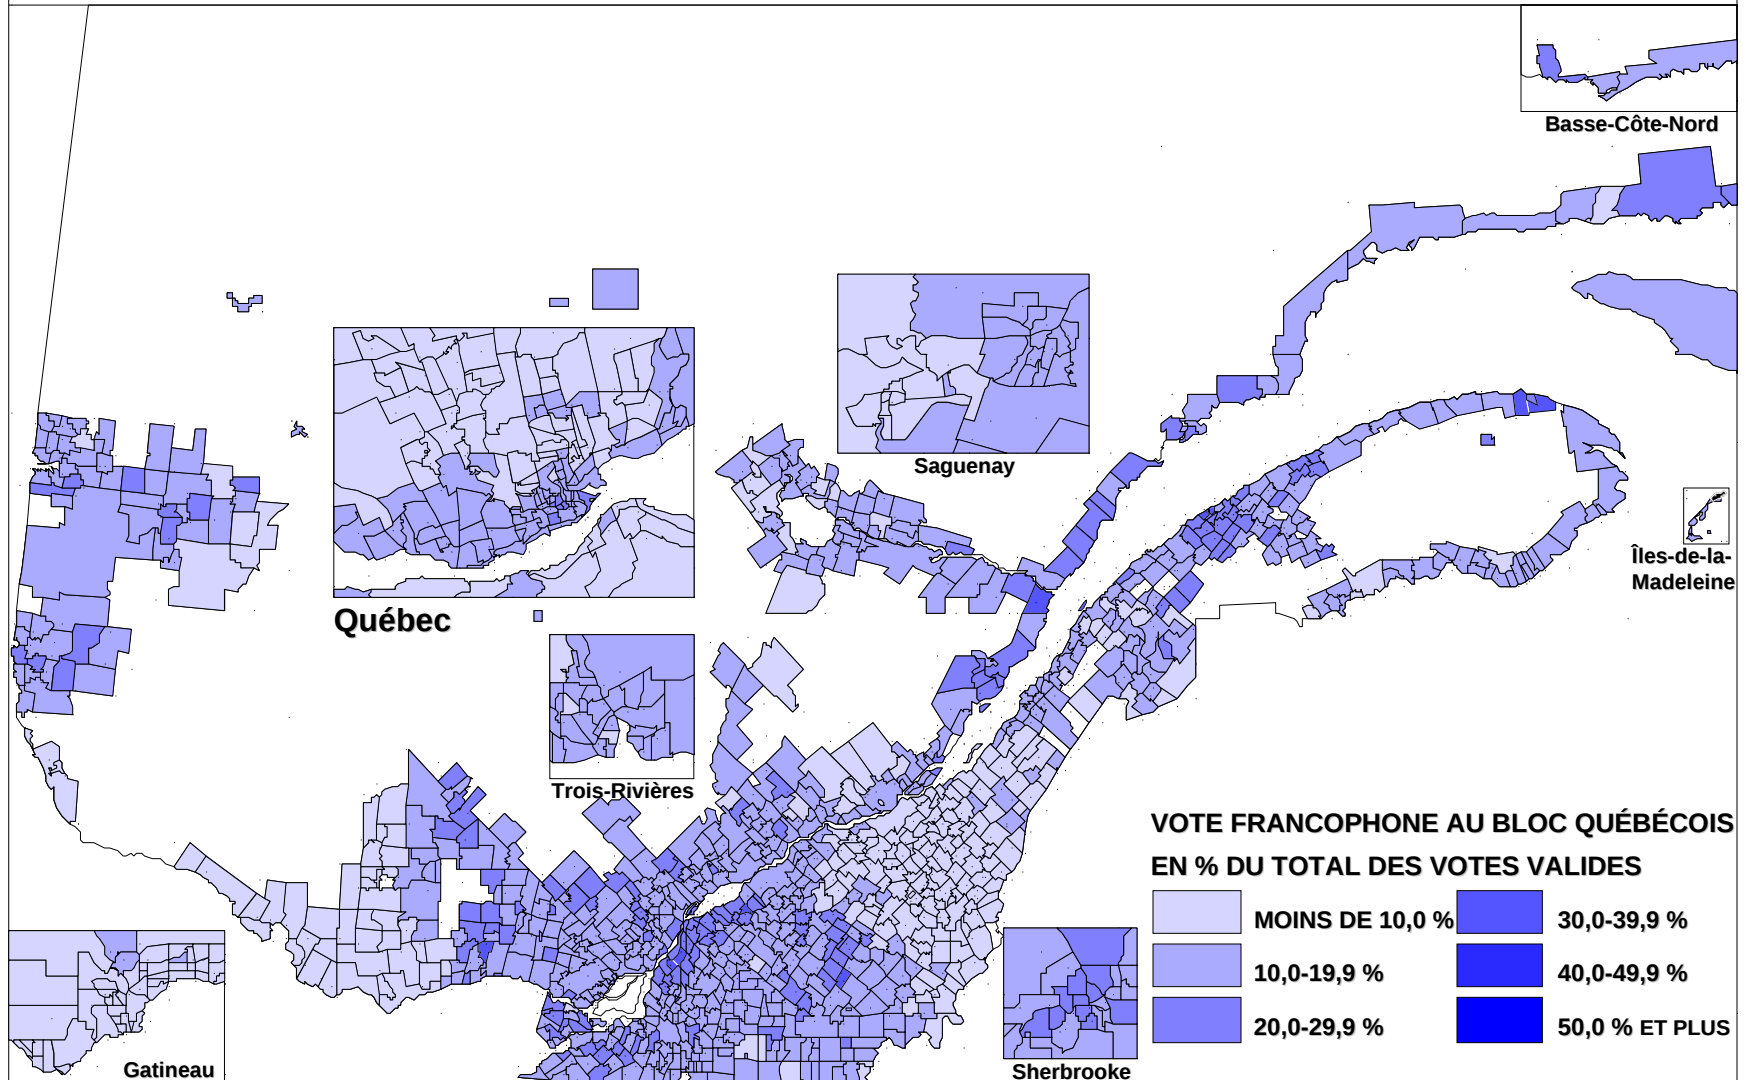 Basse-Côte-Nord
Saguenay
Îles-de-la-
Madeleine
Québec
Trois-Rivières
VOTE FRANCOPHONE AU BLOC QUÉBÉCOIS
EN % DU TOTAL DES VOTES VALIDES
MOINS DE 10,0 %
30,0-39,9 %
10,0-19,9 %
40,0-49,9 %
20,0-29,9 %
50,0 % ET PLUS
Gatineau
Sherbrooke